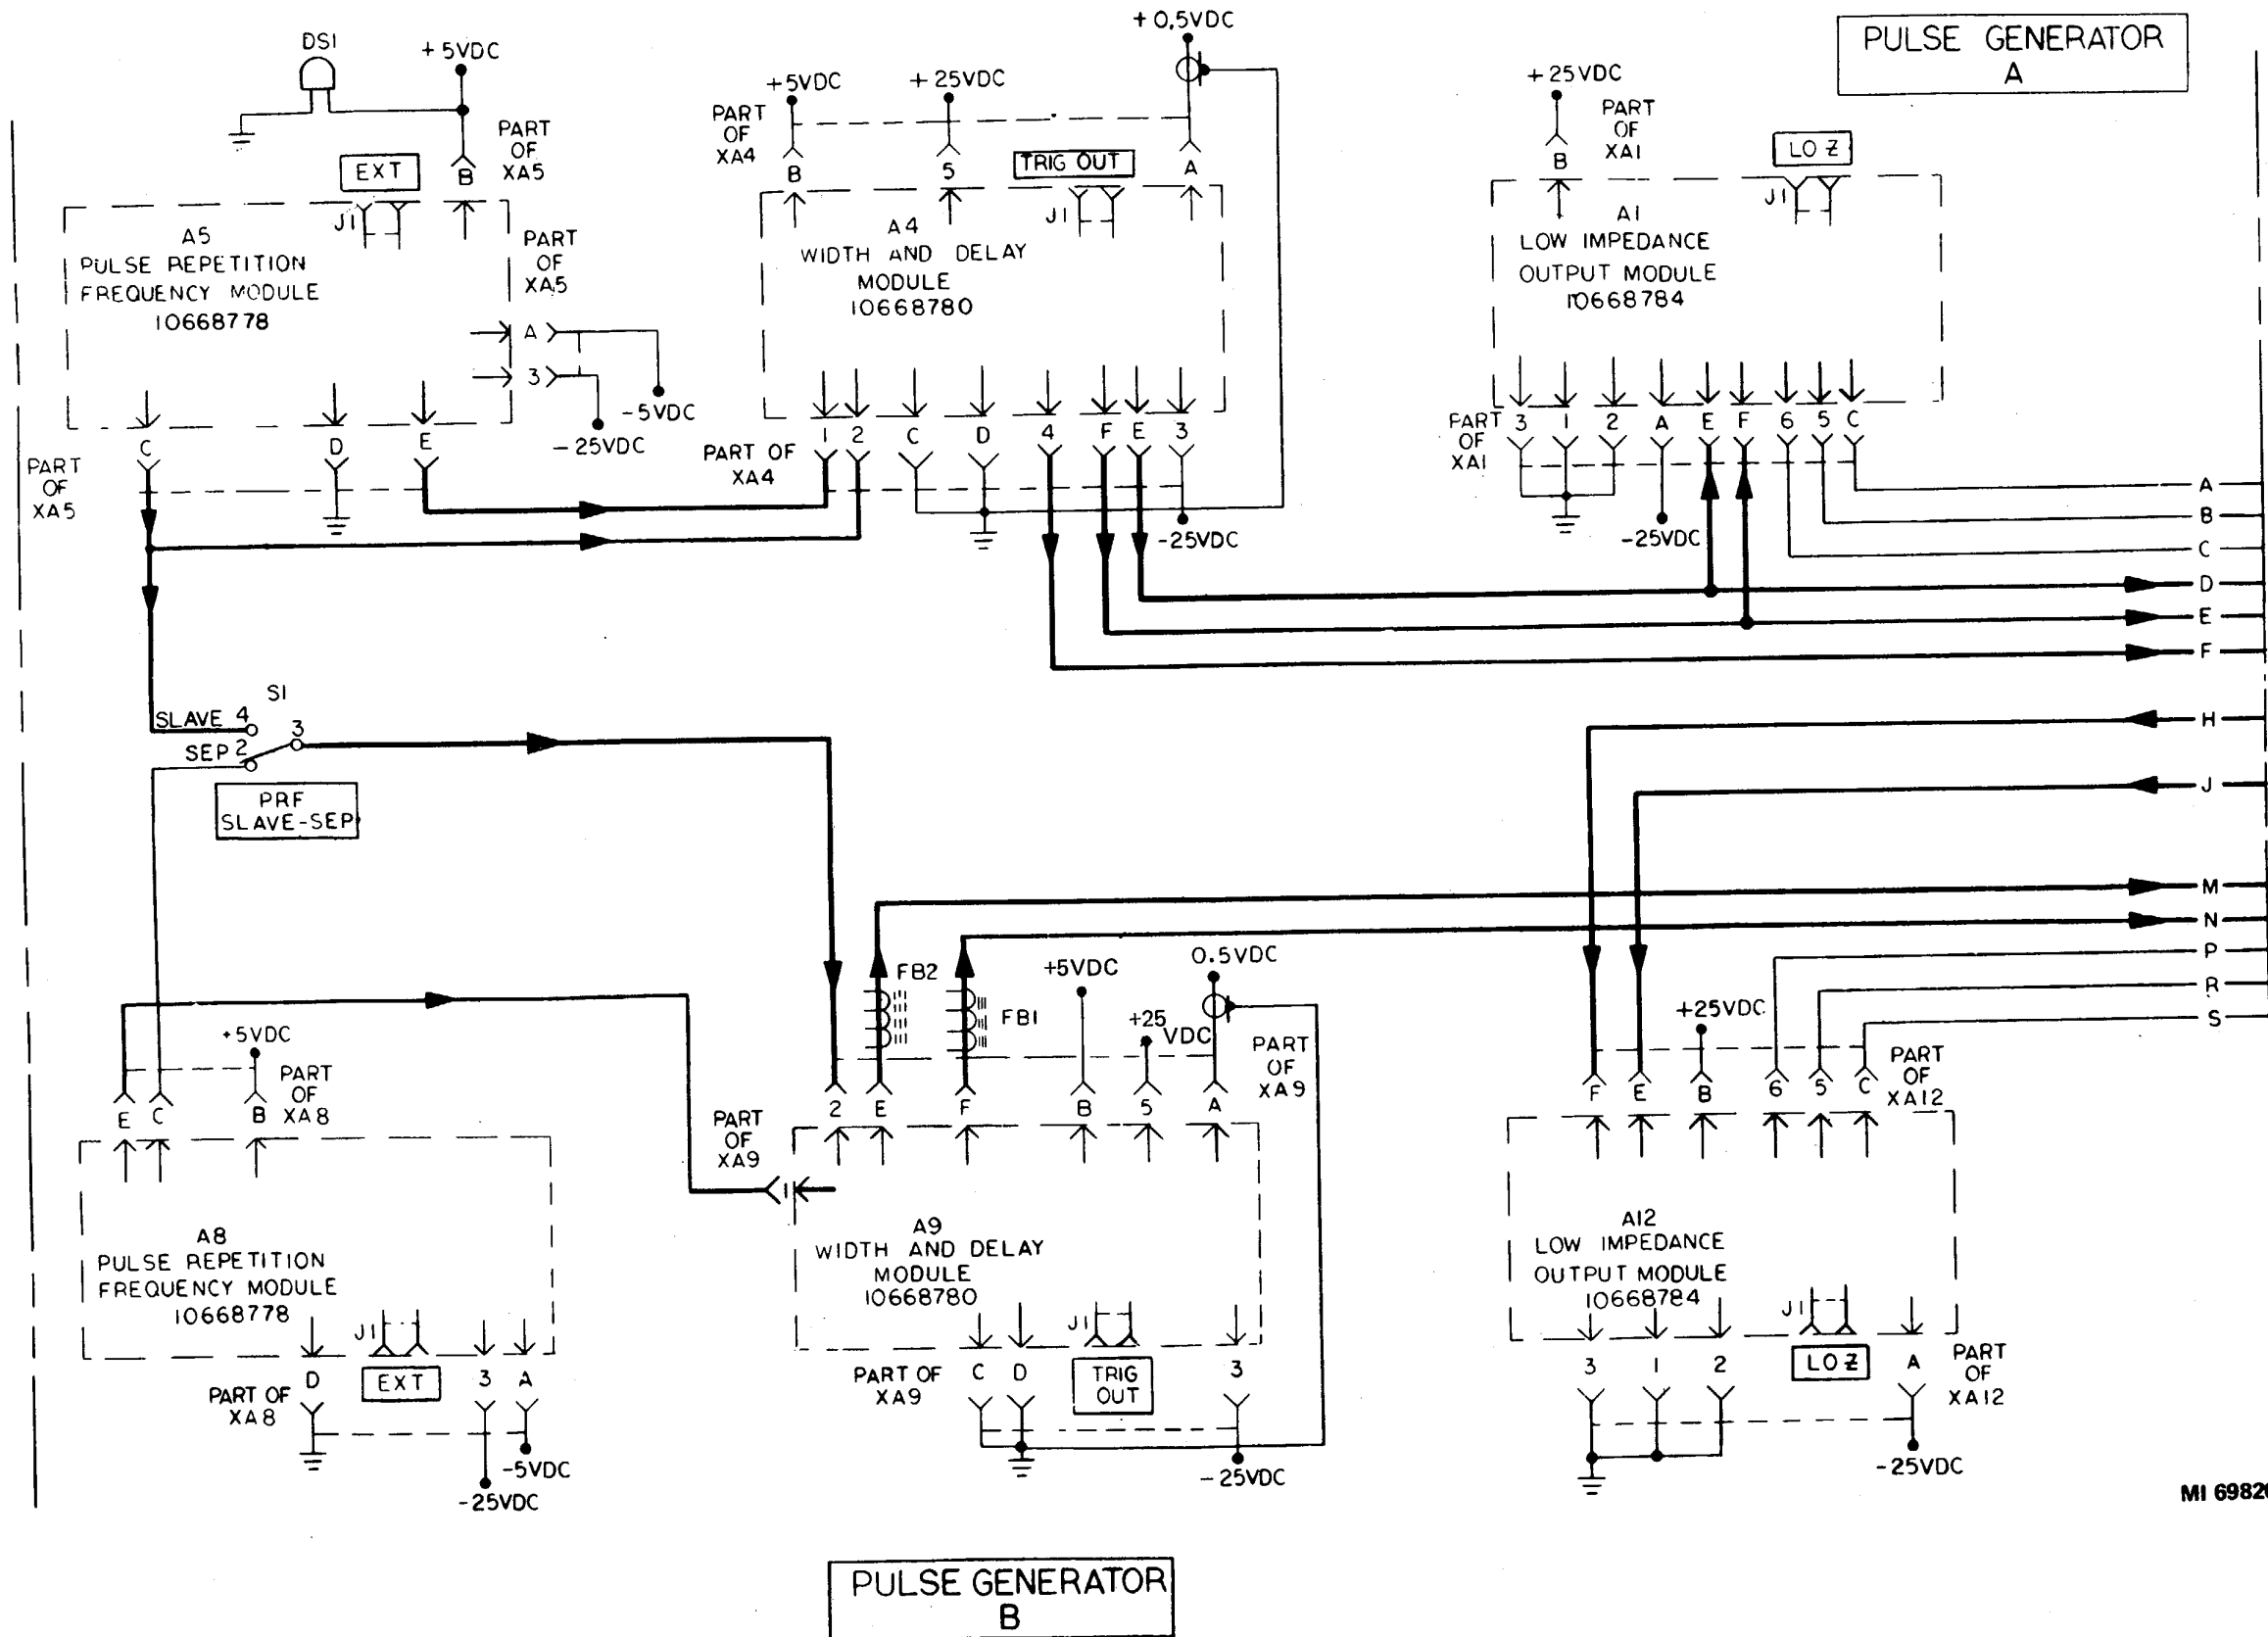 PULSE GENERATOR
A
DS1
+5VDC
PART
OF
XA5
EXT
B
J1
A5
PULSE REPETITION
FREQUENCY MODULE
10668778
PART
OF
XA5
A
3
-5VDC
-25VDC
C
D
E
PART
OF
XA5
+0.5VDC
+5VDC
+25VDC
PART
OF
XA4
B
5
TRIG OUT
A
J1
A4
WIDTH AND DELAY
MODULE
10668780
1
2
C
D
4
F
E
3
PART OF
XA4
-25VDC
+25VDC
PART
OF
XA1
B
LO Z
J1
A1
LOW IMPEDANCE
OUTPUT MODULE
10668784
PART
OF
XA1
3
1
2
A
E
F
6
5
C
-25VDC
A
B
C
D
E
F
S1
SLAVE 4
3
SEP 2
PRF
SLAVE-SEP
H
J
M
N
P
R
S
FB2
FB1
+5VDC
0.5VDC
+25
VDC
PART
OF
XA9
+25VDC
+5VDC
PART
OF
XA8
E
C
B
PART
OF
XA9
2
E
F
B
5
A
1
F
E
B
6
5
C
PART
OF
XA12
A8
PULSE REPETITION
FREQUENCY MODULE
10668778
J1
D
EXT
3
A
PART OF
XA8
-5VDC
-25VDC
A9
WIDTH AND DELAY
MODULE
10668780
J1
PART OF
XA9
C
D
TRIG
OUT
3
-25VDC
A12
LOW IMPEDANCE
OUTPUT MODULE
10668784
J1
3
1
2
LO Z
A
PART
OF
XA12
-25VDC
MI 6982
PULSE GENERATOR
B